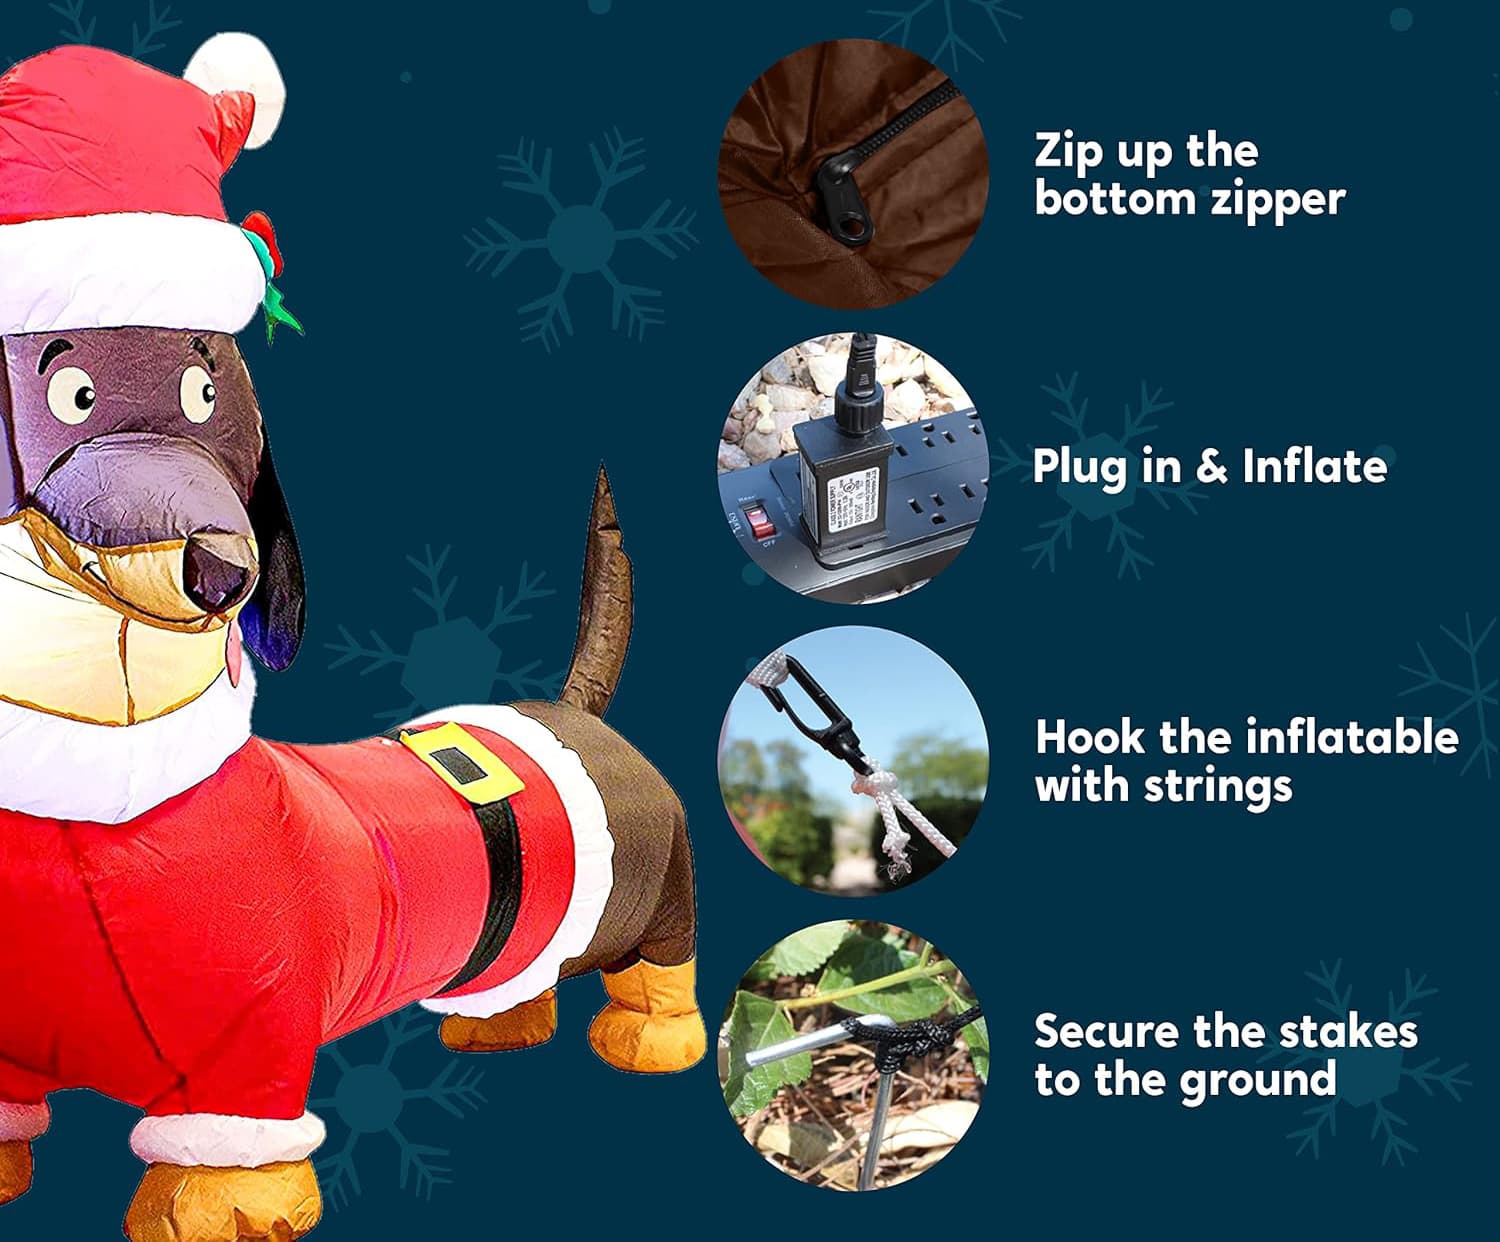 Zip up the
bottom zipper
Plug in & Inflate
OFF
Hook the inflatable
with strings
Secure the stakes
to the ground